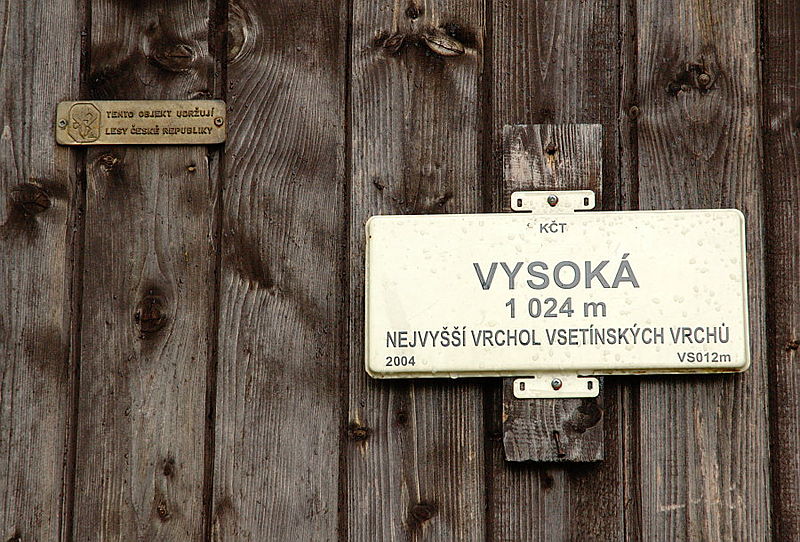 TENTO OBJEKT UDRŽUJÍ
LESY ČESKÉ REPUBLIKY
KČT
VYSOKÁ
1 024 m
NEJVYŠŠÍ VRCHOL VSETÍNSKÝCH VRCHŮ
2004 VS012m